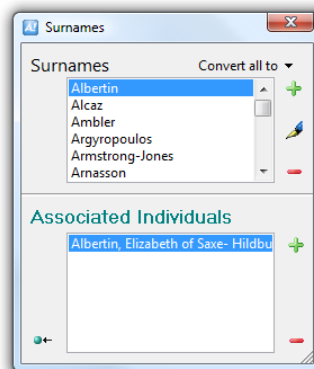 Surnames
Surnames Convert all to
Albertin
Alcaz
Ambler
Argyropoulos
Armstrong-Jones
Arnasson
Associated Individuals
Albertin, Elizabeth of Saxe- Hildbu